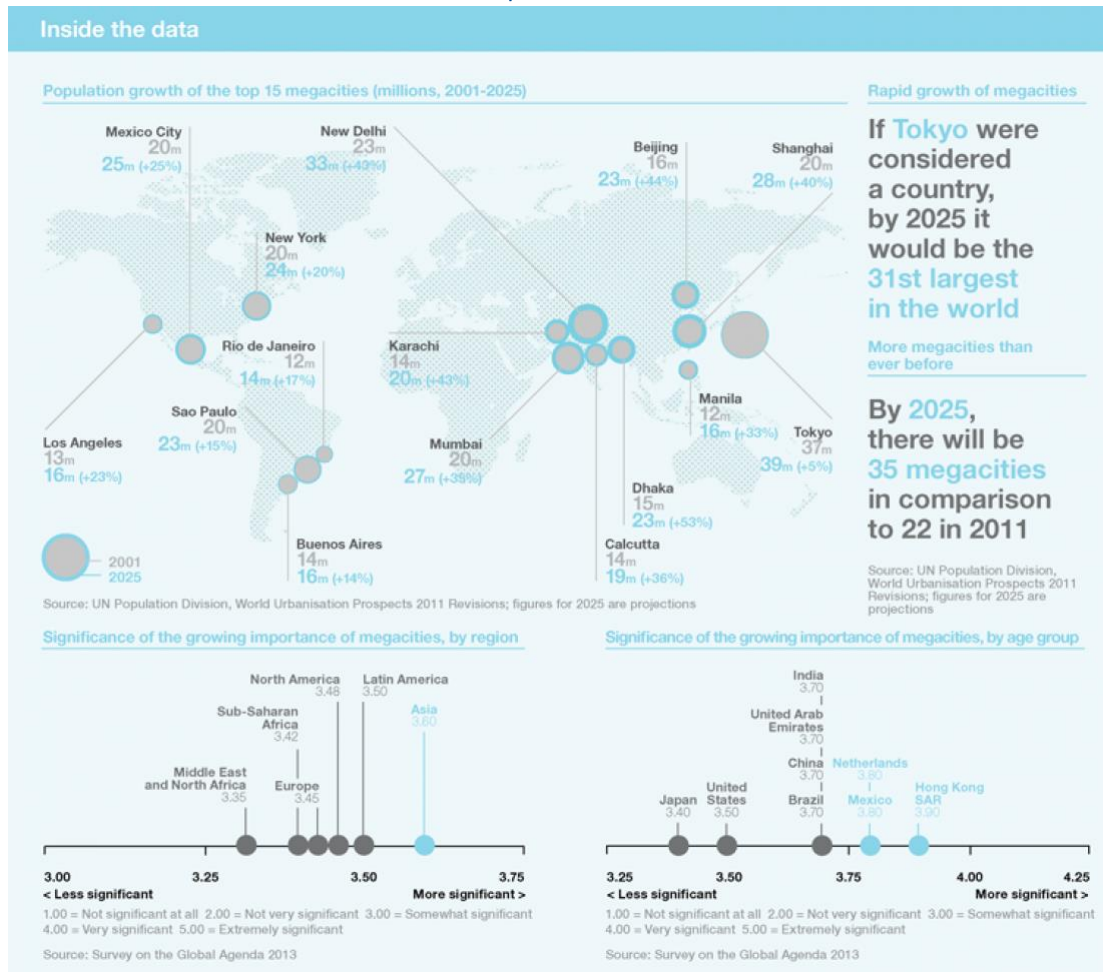 Inside the data
Population growth of the top 15 megacities (millions, 2001-2025)
Mexico City
20m
25m (+25%)
New Delhi
23m
33m (+43%)
Beijing
16m
23m (+44%)
Shanghai
20m
28m (+40%)
New York
20m
24m (+20%)
Rio de Janeiro
12m
14m (+17%)
Karachi
14m
20m (+43%)
Sao Paulo
20m
23m (+15%)
Los Angeles
13m
16m (+23%)
Mumbai
20m
27m (+35%)
Manila
12m
16m (+33%)
Tokyo
37m
39m (+5%)
Dhaka
15m
23m (+53%)
Buenos Aires
14m
16m (+14%)
Calcutta
14m
19m (+36%)
2001
2025
Source: UN Population Division, World Urbanisation Prospects 2011 Revisions; figures for 2025 are projections
Rapid growth of megacities
If Tokyo were
considered
a country,
by 2025 it
would be the
31st largest
in the world
More megacities than
ever before
By 2025,
there will be
35 megacities
in comparison
to 22 in 2011
Source: UN Population Division,
World Urbanisation Prospects 2011
Revisions; figures for 2025 are
projections
Significance of the growing importance of megacities, by region
North America
3.48
Latin America
3.50
Sub-Saharan
Africa
3.42
Asia
3.60
Middle East
and North Africa
3.35
Europe
3.45
3.00 3.25 3.50 3.75
< Less significant More significant >
1.00 = Not significant at all 2.00 = Not very significant 3.00 = Somewhat significant
4.00 = Very significant 5.00 = Extremely significant
Source: Survey on the Global Agenda 2013
Significance of the growing importance of megacities, by age group
India
3.70
United Arab
Emirates
3.70
China
3.70
Netherlands
3.80
Japan
3.40
United
States
3.50
Brazil
3.70
Mexico
3.80
Hong Kong
SAR
3.90
3.25 3.50 3.75 4.00 4.25
< Less significant More significant >
1.00 = Not significant at all 2.00 = Not very significant 3.00 = Somewhat significant
4.00 = Very significant 5.00 = Extremely significant
Source: Survey on the Global Agenda 2013